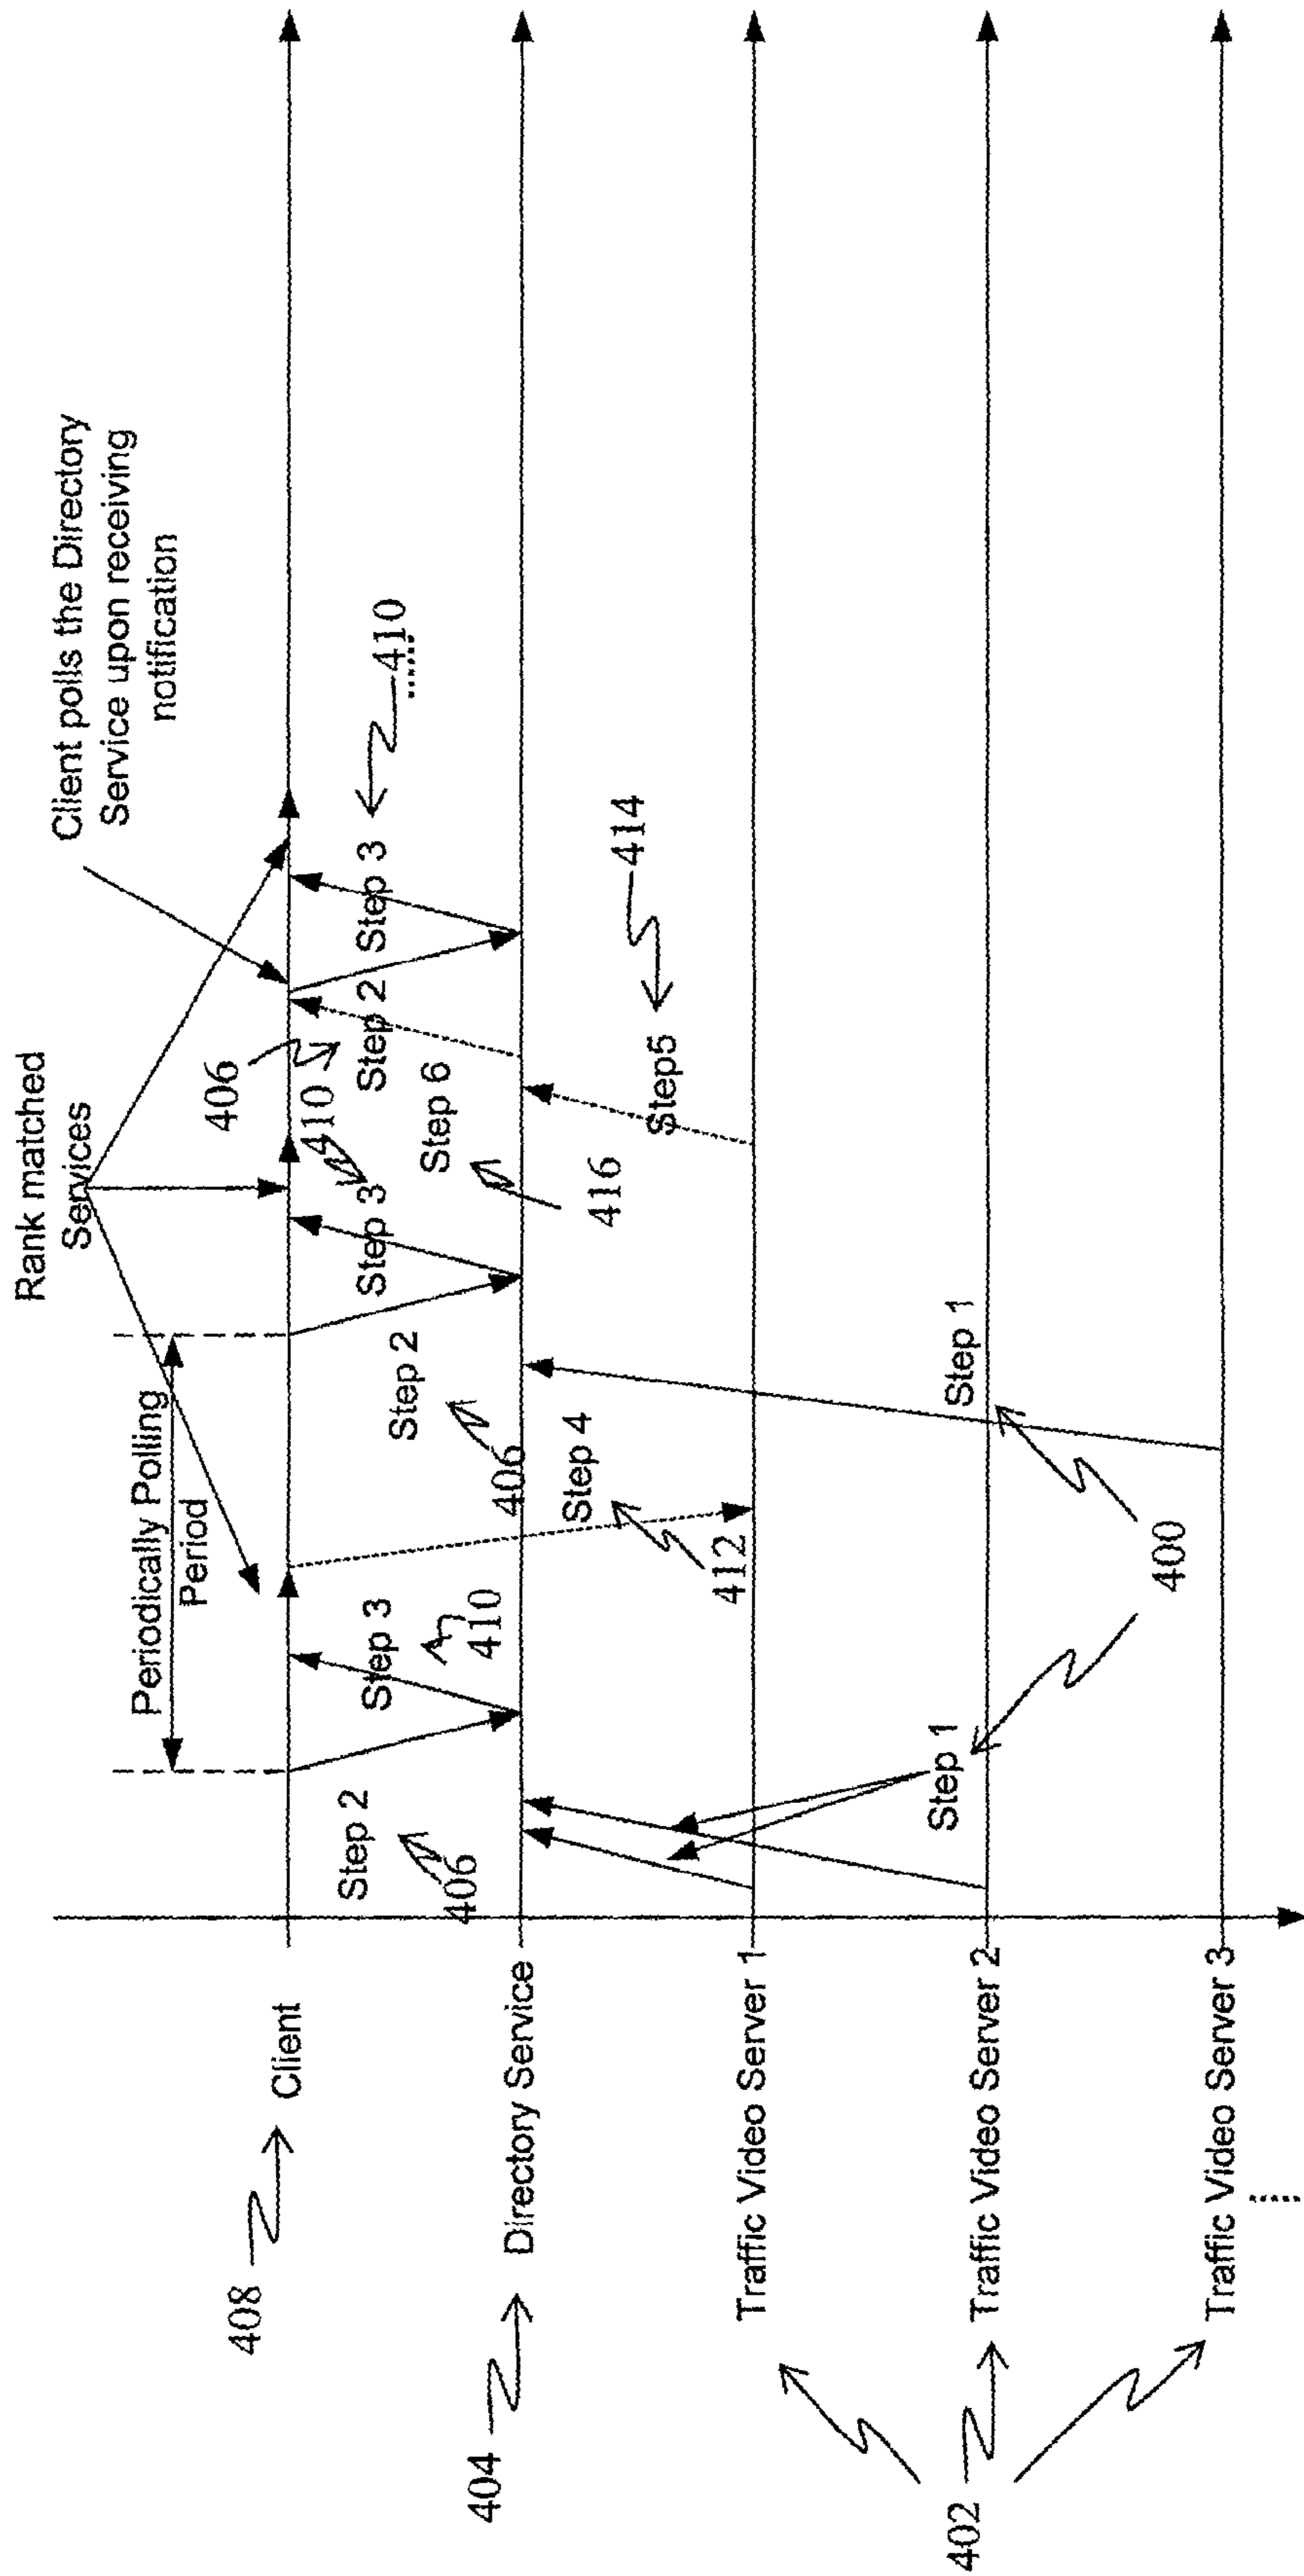 Rank matched
Services
Client polls the Directory
Service upon receiving
notification
Periodically Polling
Period
408
Client
Step 2
406
Step 3
410
Step 2
406
Step 3
410
406
Step 2
Step 3
410
Step 6
416
404
Directory Service
Step 4
412
Step5
414
Traffic Video Server 1
Step 1
400
Step 1
402
Traffic Video Server 2
Traffic Video Server 3